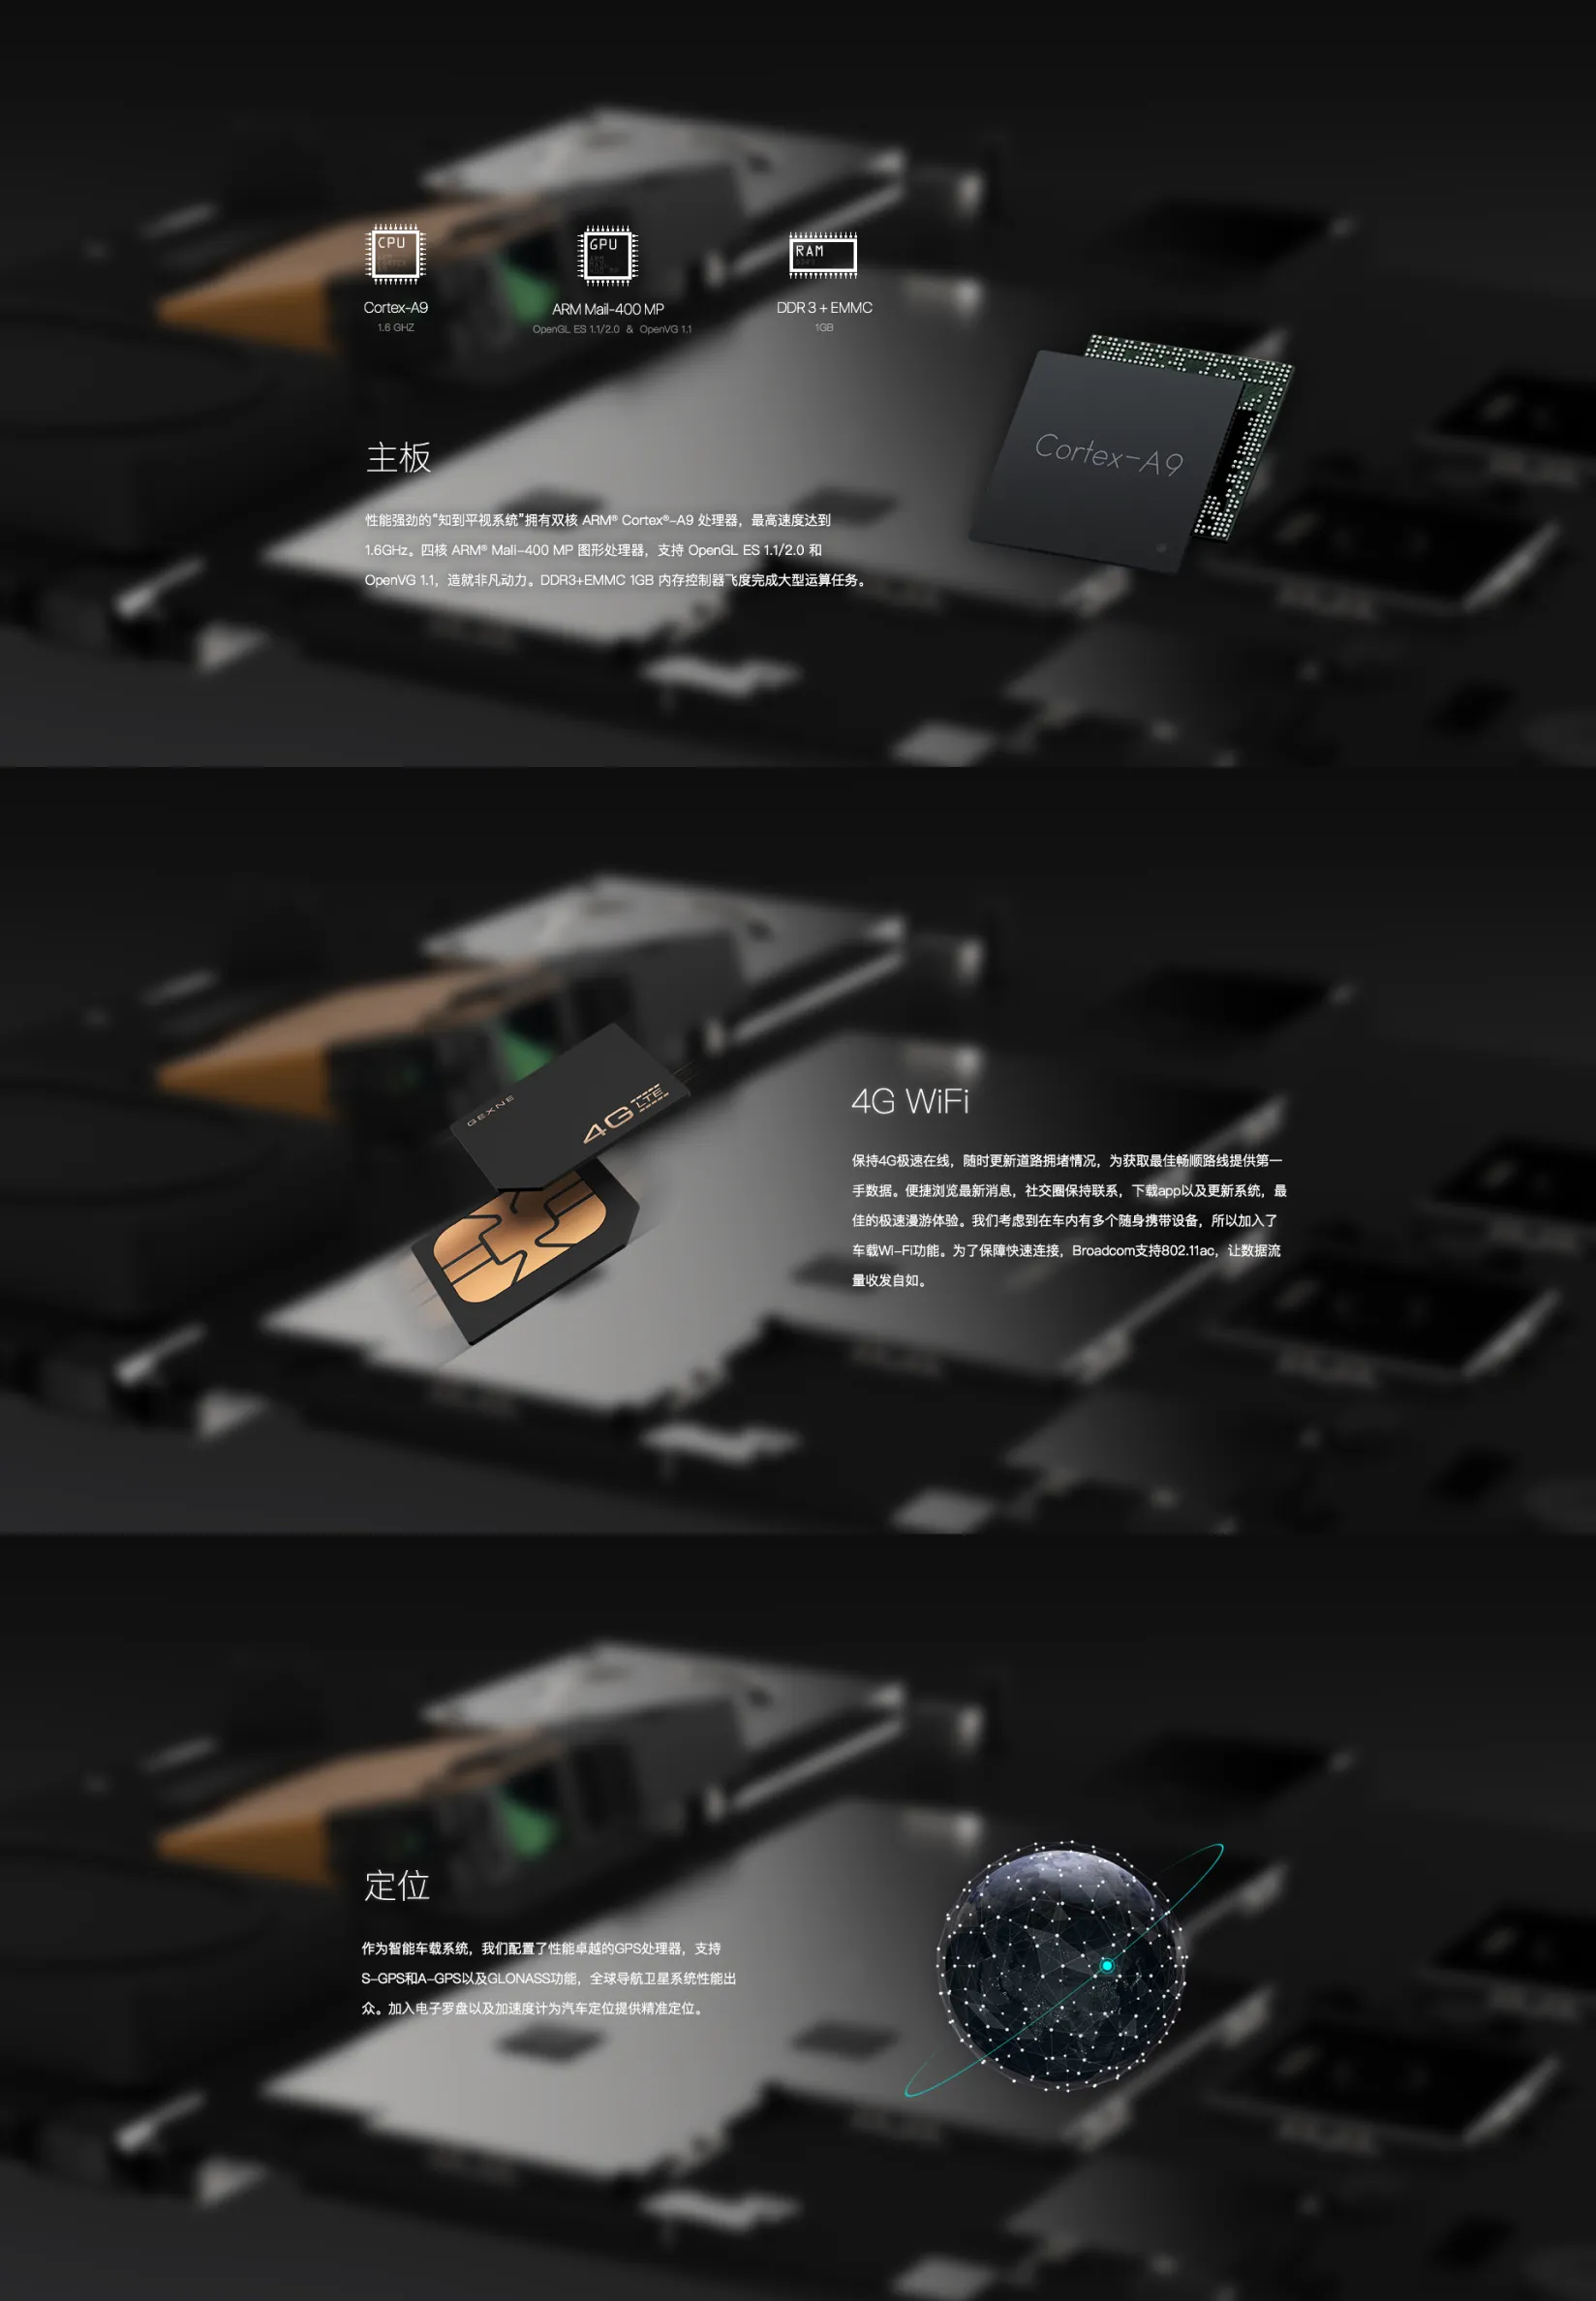 CPU
GPU
RAM
Cortex-A9
ARM Mail-400 MP
DDR 3 + EMMC
1.6 GHZ
OpenGL ES 1.1/2.0 & OpenVG 1.1
1GB
Cortex-A9
主板
性能强劲的“知到平视系统”拥有双核 ARM® Cortex®-A9 处理器，最高速度达到
1.6GHz。四核 ARM® Mali-400 MP 图形处理器，支持 OpenGL ES 1.1/2.0 和
OpenVG 1.1，造就非凡动力。DDR3+EMMC 1GB 内存控制器飞度完成大型运算任务。
GEXNE
4G LTE
4G WiFi
保持4G极速在线，随时更新道路拥堵情况，为获取最佳畅顺路线提供第一
手数据。便捷浏览最新消息，社交圈保持联系，下载app以及更新系统，最
佳的极速漫游体验。我们考虑到在车内有多个随身携带设备，所以加入了
车载Wi-Fi功能。为了保障快速连接，Broadcom支持802.11ac，让数据流
量收发自如。
定位
作为智能车载系统，我们配置了性能卓越的GPS处理器，支持
S-GPS和A-GPS以及GLONASS功能，全球导航卫星系统性能出
众。加入电子罗盘以及加速度计为汽车定位提供精准定位。